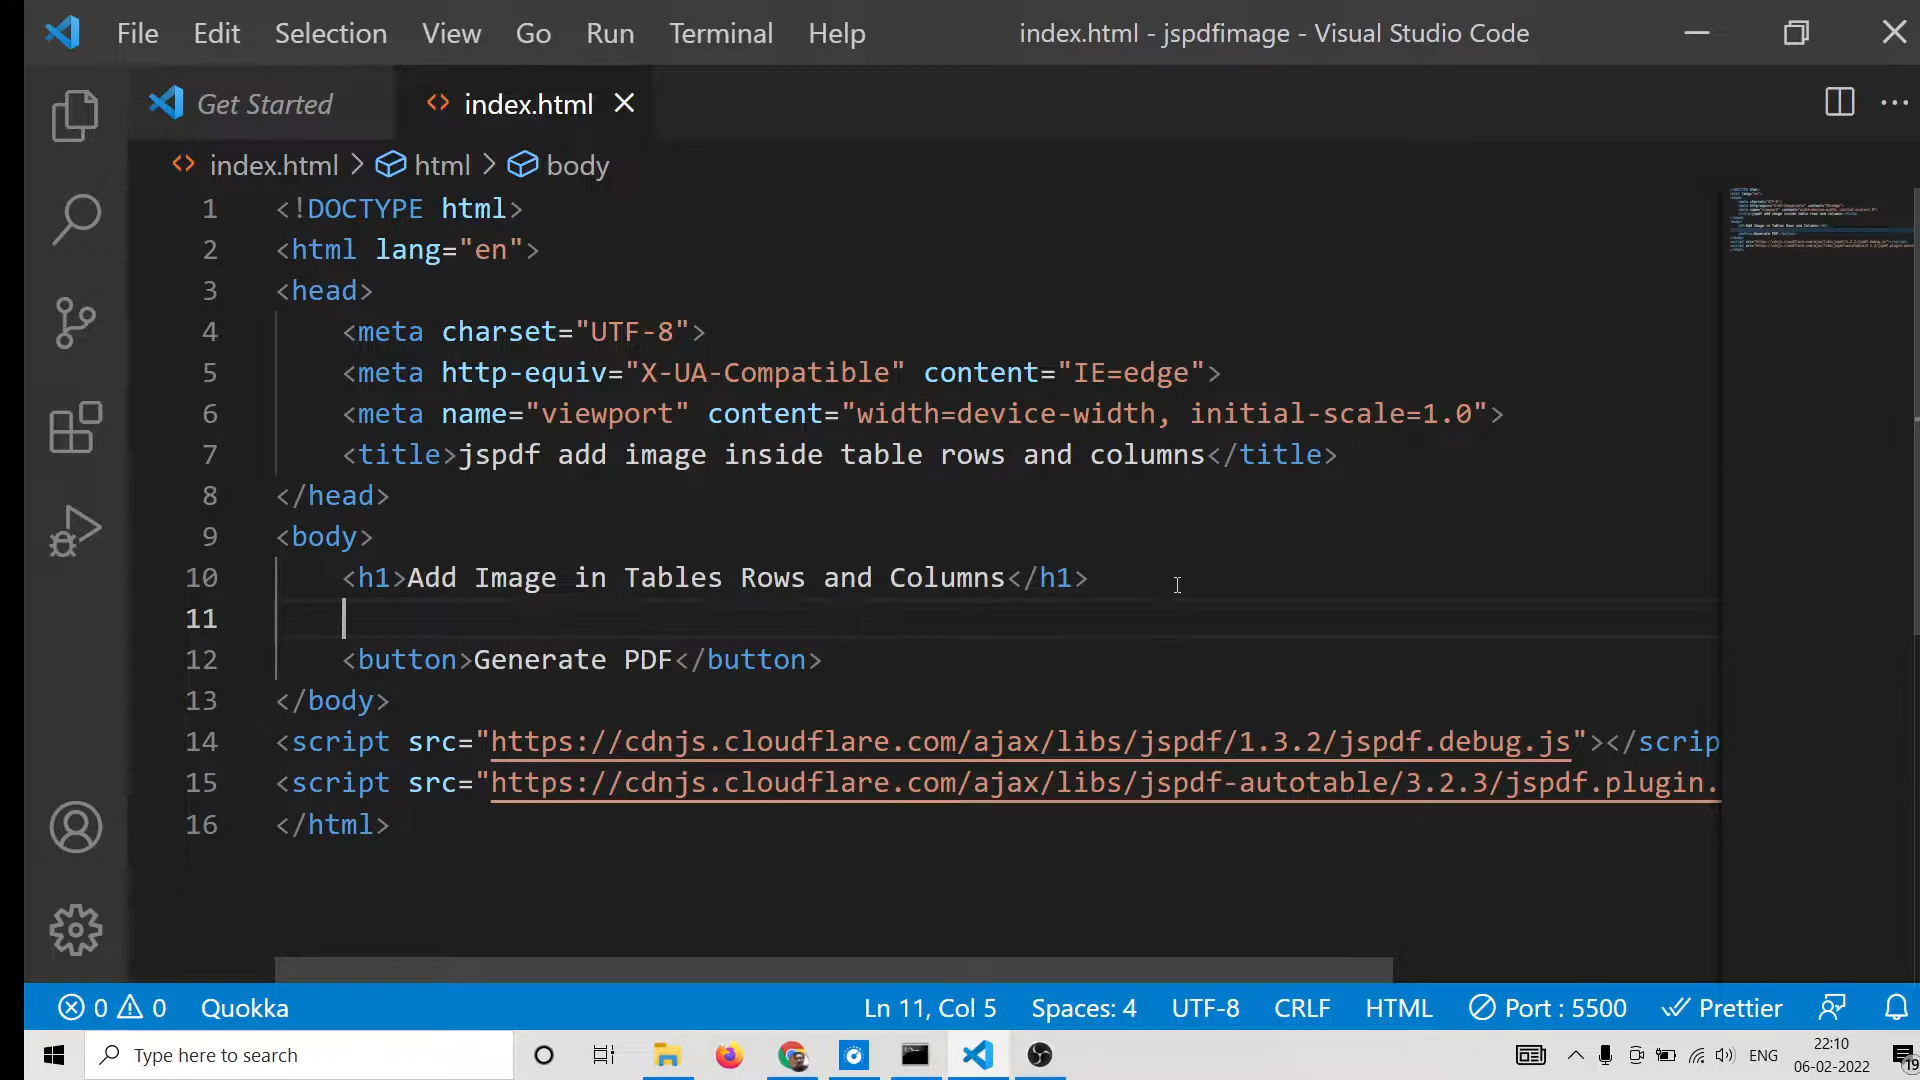 File Edit Selection View Go Run Terminal Help index.html - jspdfimage - Visual Studio Code
Get Started index.html
index.html > html > body
1 <!DOCTYPE html>
2 <html lang="en">
3 <head>
4 <meta charset="UTF-8">
5 <meta http-equiv="X-UA-Compatible" content="IE=edge">
6 <meta name="viewport" content="width=device-width, initial-scale=1.0">
7 <title>jspdf add image inside table rows and columns</title>
8 </head>
9 <body>
10 <h1>Add Image in Tables Rows and Columns</h1>
11
12 <button>Generate PDF</button>
13 </body>
14 <script src="https://cdnjs.cloudflare.com/ajax/libs/jspdf/1.3.2/jspdf.debug.js"></scrip
15 <script src="https://cdnjs.cloudflare.com/ajax/libs/jspdf-autotable/3.2.3/jspdf.plugin.
16 </html>
0 0 Quokka Ln 11, Col 5 Spaces: 4 UTF-8 CRLF HTML Port : 5500 Prettier
Type here to search ENG 22:10
06-02-2022 19